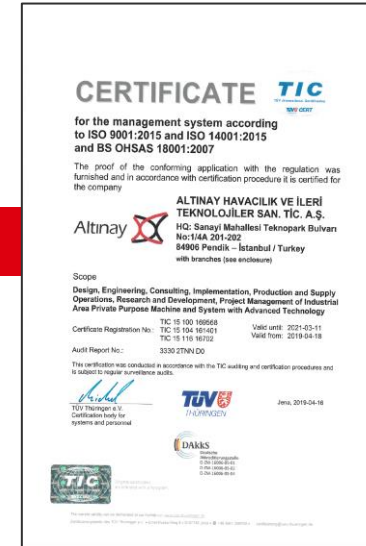 CERTIFICATE
TIC
TÜV CERT
for the management system according
to ISO 9001:2015 and ISO 14001:2015
and BS OHSAS 18001:2007
The proof of the conforming application with the regulation was
furnished and in accordance with certification procedure it is certified for
the company
Altınay
ALTINAY HAVACILIK VE İLERİ
TEKNOLOJİLER SAN. TİC. A.Ş.
HQ: Sanayi Mahallesi Teknopark Bulvarı
No:1/4A 201-202
84906 Pendik – İstanbul / Turkey
with branches (see enclosure)
Scope
Design, Engineering, Consulting, Implementation, Production and Supply
Operations, Research and Development, Project Management of Industrial
Area Private Purpose Machine and System with Advanced Technology
Certificate Registration No.:
TIC 15 100 169568
TIC 15 104 161401
TIC 15 116 16702
Valid until: 2021-03-11
Valid from: 2019-04-18
Audit Report No.: 3330 2TNN D0
This certification was conducted in accordance with the TIC auditing and certification procedures and
is subject to regular surveillance audits.
TÜV Thüringen e.V.
Certification body for
systems and personnel
TÜV
THÜRINGEN
Jena, 2019-04-18
DAkkS
Deutsche
Akkreditierungsstelle
TIC